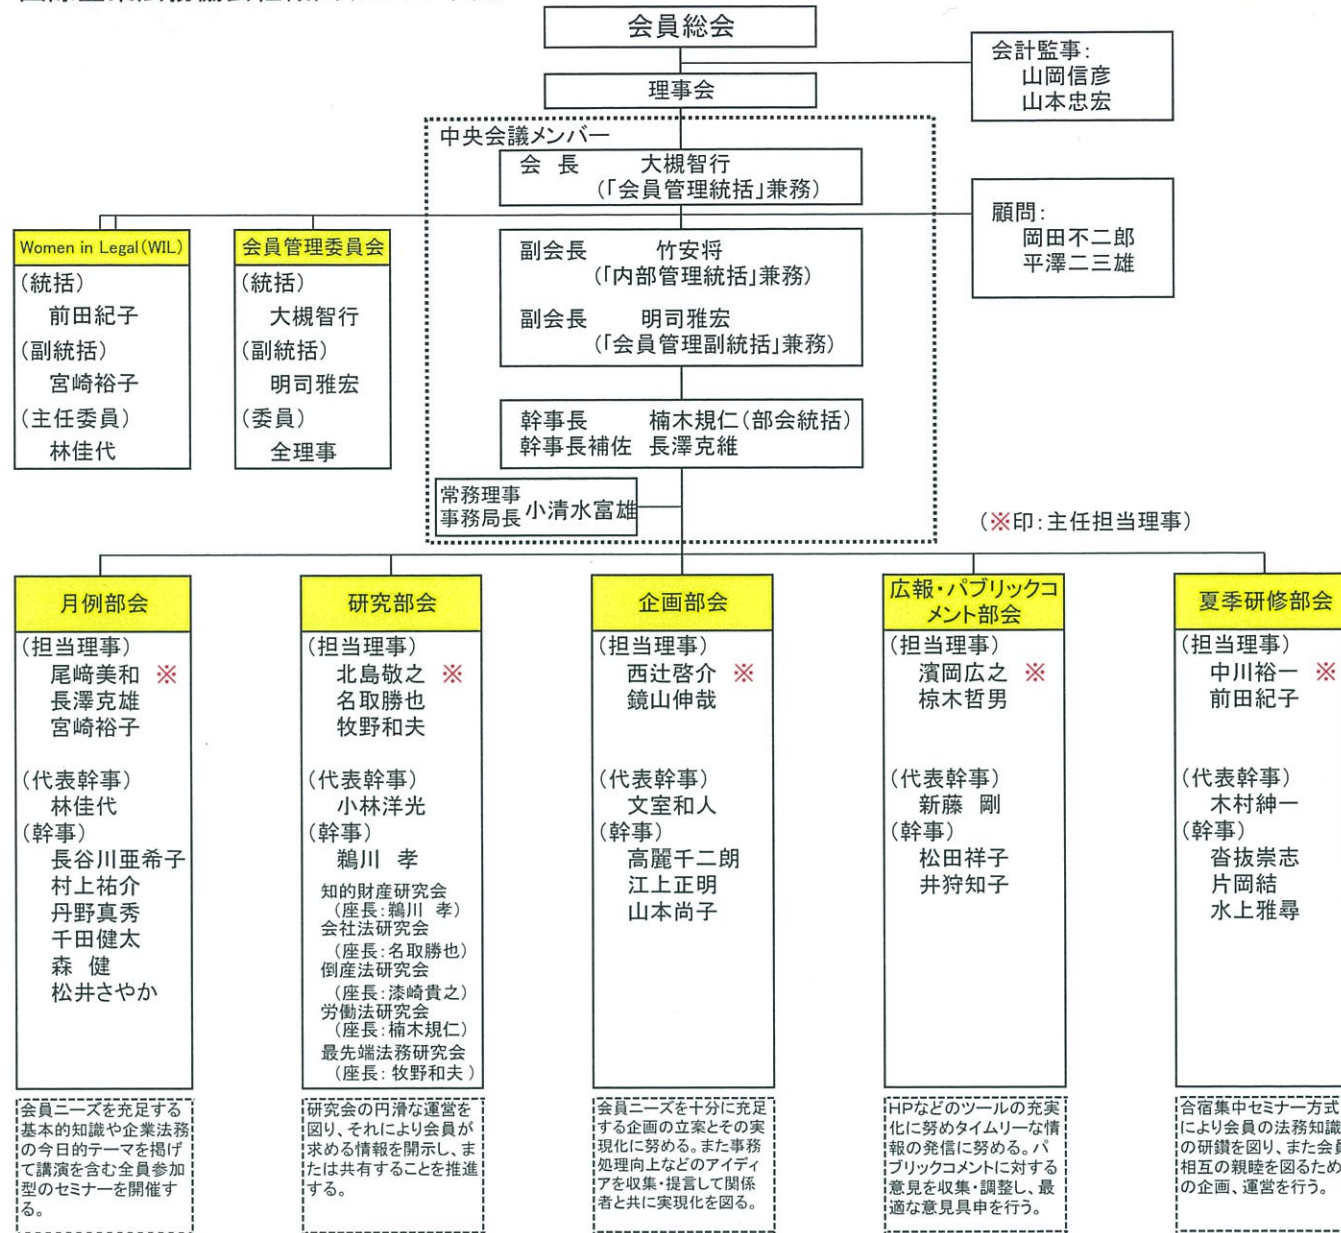 会員総会
会計監事:
山岡信彦
山本忠宏
理事会
中央会議メンバー
会 長 大槻智行
(「会員管理統括」兼務)
顧問:
岡田不二郎
平澤二三雄
Women in Legal(WIL)
(統括)
前田紀子
(副統括)
宮崎裕子
(主任委員)
林佳代
会員管理委員会
(統括)
大槻智行
(副統括)
明司雅宏
(委員)
全理事
副会長 竹安将
(「内部管理統括」兼務)
副会長 明司雅宏
(「会員管理副統括」兼務)
幹事長 楠木規仁(部会統括)
幹事長補佐 長澤克維
常務理事
事務局長 小清水富雄
(※印:主任担当理事)
月例部会
(担当理事)
尾﨑美和 ※
長澤克雄
宮崎裕子
(代表幹事)
林佳代
(幹事)
長谷川亜希子
村上祐介
丹野真秀
千田健太
森 健
松井さやか
会員ニーズを充足する
基本的知識や企業法務
の今日的テーマを掲げ
て講演を含む全員参加
型のセミナーを開催す
る。
研究部会
(担当理事)
北島敬之 ※
名取勝也
牧野和夫
(代表幹事)
小林洋光
(幹事)
鵜川 孝
知的財産研究会
(座長:鵜川 孝)
会社法研究会
(座長:名取勝也)
倒産法研究会
(座長:漆崎貴之)
労働法研究会
(座長:楠木規仁)
最先端法務研究会
(座長:牧野和夫)
研究会の円滑な運営を
図り、それにより会員が
求める情報を開示し、ま
たは共有することを推進
する。
企画部会
(担当理事)
西辻啓介 ※
鏡山伸哉
(代表幹事)
文室和人
(幹事)
高麗千二朗
江上正明
山本尚子
会員ニーズを十分に充足
する企画の立案とその実
現化に努める。また事務
処理向上などのアイディ
アを収集・提言して関係
者と共に実現化を図る。
広報・パブリックコ
メント部会
(担当理事)
濱岡広之 ※
椋木哲男
(代表幹事)
新藤 剛
(幹事)
松田祥子
井狩知子
HPなどのツールの充実
化に努めタイムリーな情
報の発信に努める。パ
ブリックコメントに対する
意見を収集・調整し、最
適な意見具申を行う。
夏季研修部会
(担当理事)
中川裕一 ※
前田紀子
(代表幹事)
木村紳一
(幹事)
沓抜崇志
片岡結
水上雅尋
合宿集中セミナー方式
により会員の法務知識
の研鑽を図り、また会員
相互の親睦を図るため
の企画、運営を行う。